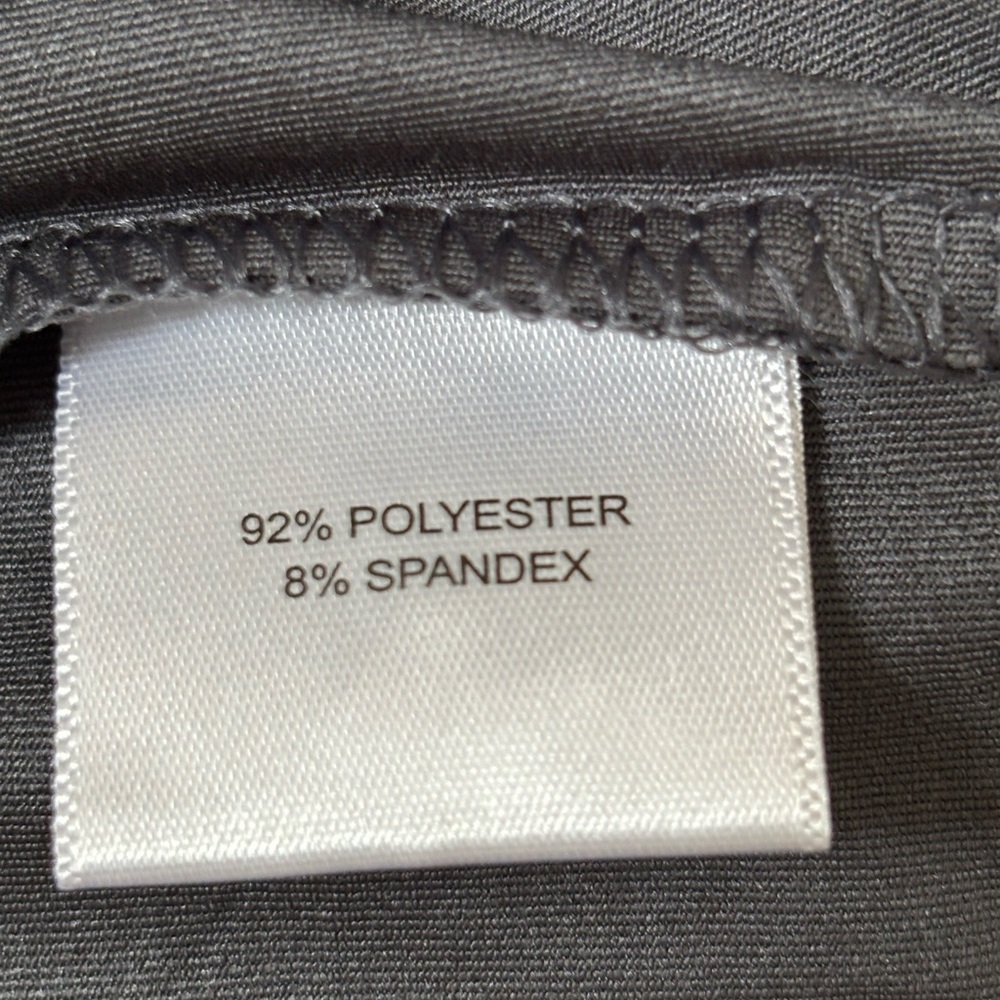 92% POLYESTER
8% SPANDEX